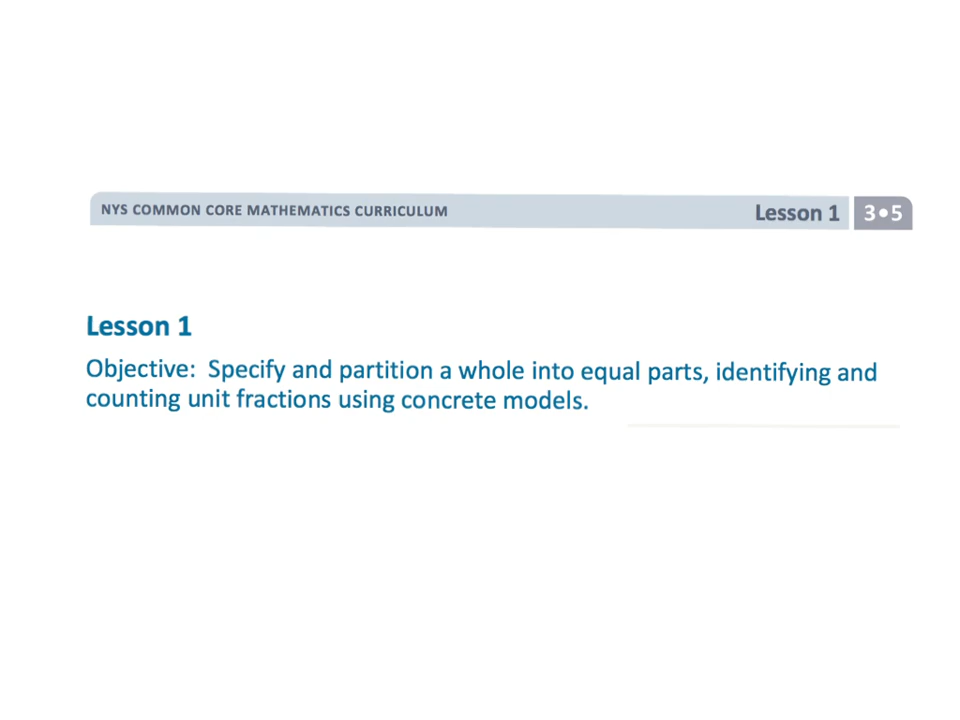 NYS COMMON CORE MATHEMATICS CURRICULUM Lesson 1 3•5
Lesson 1
Objective: Specify and partition a whole into equal parts, identifying and
counting unit fractions using concrete models.